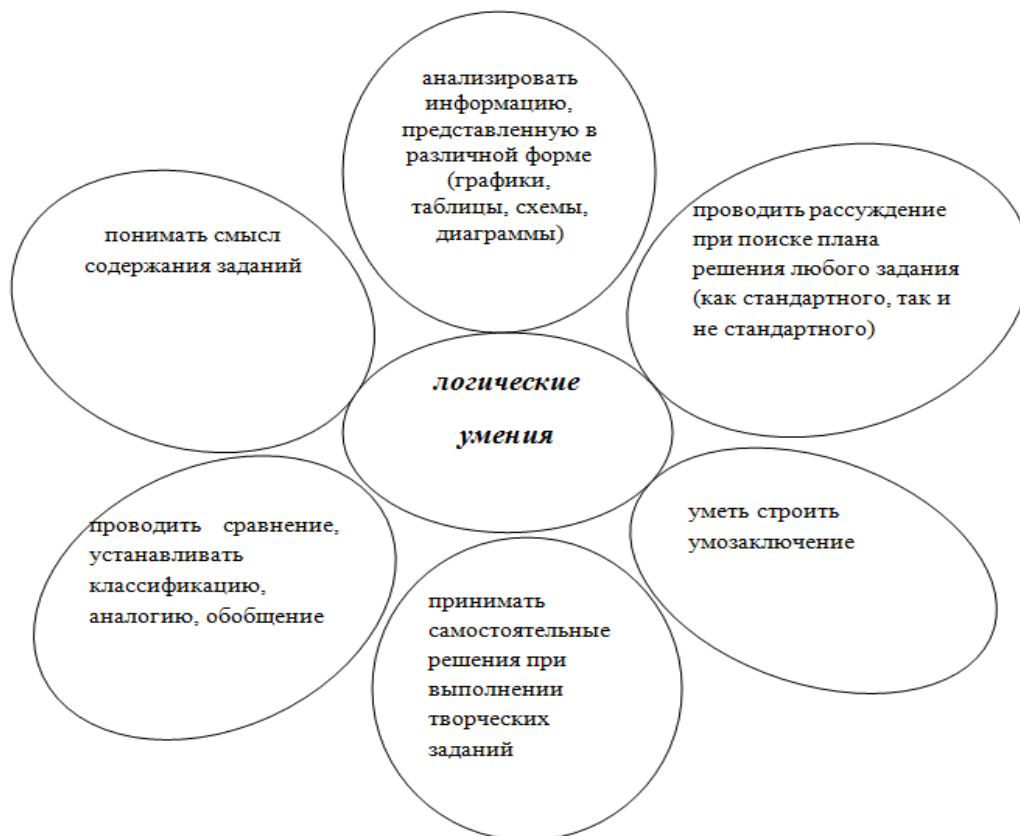 анализировать
информацию,
представленную в
различной форме
(графики,
таблицы, схемы,
диаграммы)
понимать смысл
содержания заданий
проводить рассуждение
при поиске плана
решения любого задания
(как стандартного, так и
не стандартного)
логические
умения
проводить сравнение,
устанавливать
классификацию,
аналогию, обобщение
уметь строить
умозаключение
принимать
самостоятельные
решения при
выполнении
творческих
заданий